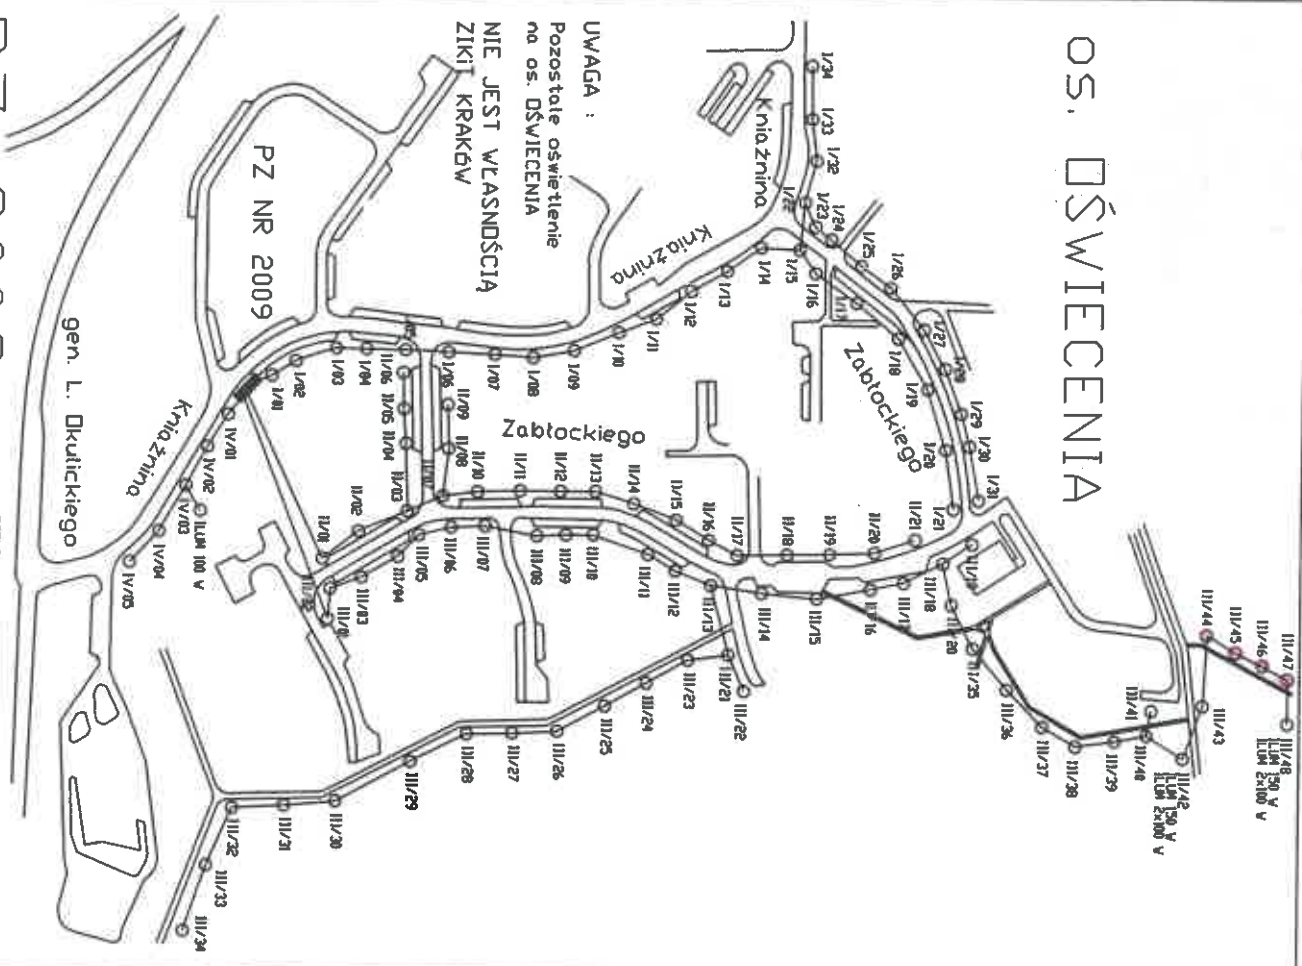 os. OŚWIECENIA
UWAGA :
Pozostałe oświetlenie
na os. OŚWIECENIA
NIE JEST WŁASNOŚCIĄ
ZIKiT KRAKÓW
PZ NR 2009
gen. L. Okulickiego
Kniaźnina
Kniaźnina
Kniaźnina
Zabłockiego
Zabłockiego
I/34
I/33
I/32
I/22
I/23
I/24
I/25
I/26
I/27
I/28
I/29
I/30
I/31
I/21
I/20
I/19
I/18
I/17
I/16
I/15
I/14
I/13
I/12
I/11
I/10
I/09
I/08
I/07
I/06
I/04
I/03
I/02
I/01
II/06
II/05
II/04
II/03
II/02
II/01
II/09
II/08
II/10
II/11
II/12
II/13
II/14
II/15
II/16
II/17
II/18
II/19
II/20
II/21
III/01
III/03
III/04
III/05
III/06
III/07
III/08
III/09
III/10
III/11
III/12
III/13
III/14
III/15
III/16
III/17
III/18
III/19
III/20
III/21
III/22
III/23
III/24
III/25
III/26
III/27
III/28
III/29
III/30
III/31
III/32
III/33
III/34
III/35
III/36
III/37
III/38
III/39
III/40
III/41
III/42
ILUM 150 W
ILUM 2x100 W
III/43
III/44
III/45
III/46
III/47
III/48
ILUM 150 W
ILUM 2x100 W
IV/01
IV/02
IV/03
ILUM 100 W
IV/04
IV/05